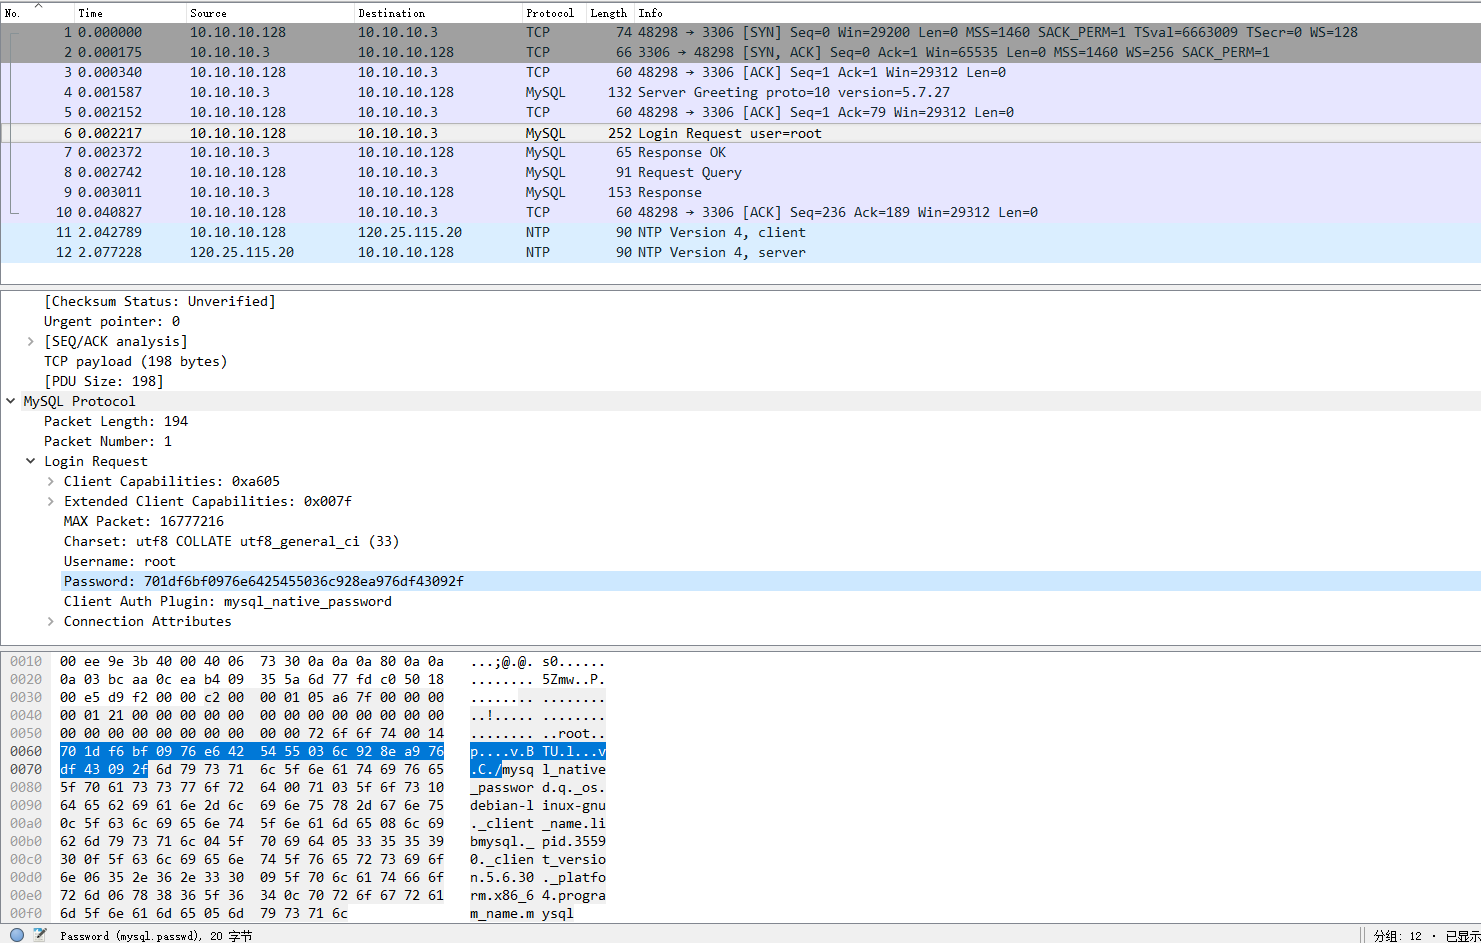 No. Time Source Destination Protocol Length Info
1 0.000000 10.10.10.128 10.10.10.3 TCP 74 48298 → 3306 [SYN] Seq=0 Win=29200 Len=0 MSS=1460 SACK_PERM=1 TSval=6663009 TSecr=0 WS=128
2 0.000175 10.10.10.3 10.10.10.128 TCP 66 3306 → 48298 [SYN, ACK] Seq=0 Ack=1 Win=65535 Len=0 MSS=1460 WS=256 SACK_PERM=1
3 0.000340 10.10.10.128 10.10.10.3 TCP 60 48298 → 3306 [ACK] Seq=1 Ack=1 Win=29312 Len=0
4 0.001587 10.10.10.3 10.10.10.128 MySQL 132 Server Greeting proto=10 version=5.7.27
5 0.002152 10.10.10.128 10.10.10.3 TCP 60 48298 → 3306 [ACK] Seq=1 Ack=79 Win=29312 Len=0
6 0.002217 10.10.10.128 10.10.10.3 MySQL 252 Login Request user=root
7 0.002372 10.10.10.3 10.10.10.128 MySQL 65 Response OK
8 0.002742 10.10.10.128 10.10.10.3 MySQL 91 Request Query
9 0.003011 10.10.10.3 10.10.10.128 MySQL 153 Response
10 0.040827 10.10.10.128 10.10.10.3 TCP 60 48298 → 3306 [ACK] Seq=236 Ack=189 Win=29312 Len=0
11 2.042789 10.10.10.128 120.25.115.20 NTP 90 NTP Version 4, client
12 2.077228 120.25.115.20 10.10.10.128 NTP 90 NTP Version 4, server
[Checksum Status: Unverified]
Urgent pointer: 0
[SEQ/ACK analysis]
TCP payload (198 bytes)
[PDU Size: 198]
MySQL Protocol
Packet Length: 194
Packet Number: 1
Login Request
Client Capabilities: 0xa605
Extended Client Capabilities: 0x007f
MAX Packet: 16777216
Charset: utf8 COLLATE utf8_general_ci (33)
Username: root
Password: 701df6bf0976e6425455036c928ea976df43092f
Client Auth Plugin: mysql_native_password
Connection Attributes
0010 00 ee 9e 3b 40 00 40 06 73 30 0a 0a 0a 80 0a 0a ...;@.@. s0......
0020 0a 03 bc aa 0c ea b4 09 35 5a 6d 77 fd c0 50 18 ........ 5Zmw..P.
0030 00 e5 d9 f2 00 00 c2 00 00 01 05 a6 7f 00 00 00 ........ ........
0040 00 01 21 00 00 00 00 00 00 00 00 00 00 00 00 00 ..!..... ........
0050 00 00 00 00 00 00 00 00 00 00 72 6f 6f 74 00 14 ........ ..root..
0060 70 1d f6 bf 09 76 e6 42 54 55 03 6c 92 8e a9 76 p....v.B TU.l...v
0070 df 43 09 2f 6d 79 73 71 6c 5f 6e 61 74 69 76 65 .C./mysq l_native
0080 5f 70 61 73 73 77 6f 72 64 00 71 03 5f 6f 73 10 _passwor d.q._os.
0090 64 65 62 69 61 6e 2d 6c 69 6e 75 78 2d 67 6e 75 debian-l inux-gnu
00a0 0c 5f 63 6c 69 65 6e 74 5f 6e 61 6d 65 08 6c 69 ._client _name.li
00b0 62 6d 79 73 71 6c 04 5f 70 69 64 05 33 35 35 39 bmysql._ pid.3559
00c0 30 0f 5f 63 6c 69 65 6e 74 5f 76 65 72 73 69 6f 0._clien t_versio
00d0 6e 06 35 2e 36 2e 33 30 09 5f 70 6c 61 74 66 6f n.5.6.30 ._platfo
00e0 72 6d 06 78 38 36 5f 36 34 0c 70 72 6f 67 72 61 rm.x86_6 4.progra
00f0 6d 5f 6e 61 6d 65 05 6d 79 73 71 6c m_name.m ysql
Password (mysql.passwd), 20 字节 分组: 12 · 已显示